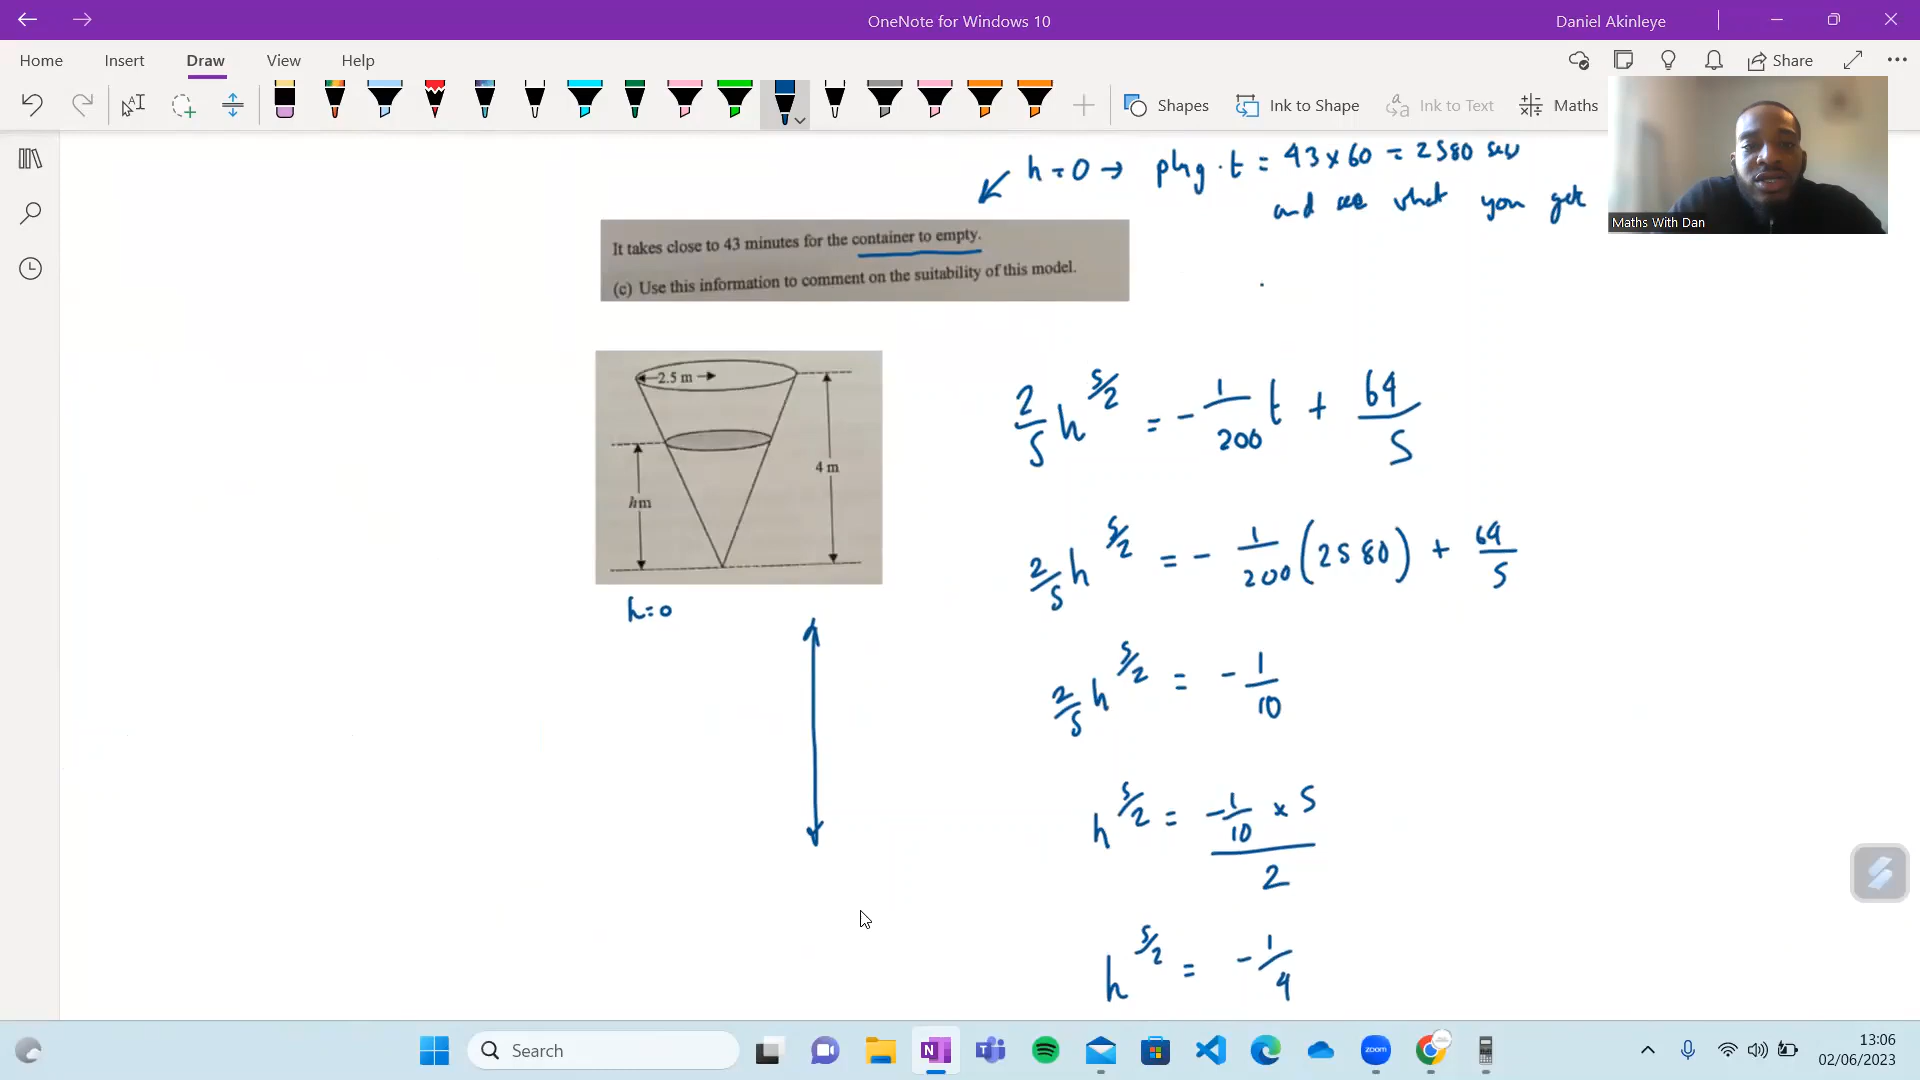 OneNote for Windows 10
Daniel Akinleye
Home Insert Draw View Help
Share
Shapes Ink to Shape Ink to Text Maths
Maths With Dan
h = 0 → plug . t = 43 x 60 = 2580 sec
and see what you get
It takes close to 43 minutes for the container to empty.
(c) Use this information to comment on the suitability of this model.
2.5 m
4 m
hm
h=0
2/5 h^5/2 = - 1/200 t + 64/5
2/5 h^5/2 = - 1/200 (2580) + 64/5
2/5 h^5/2 = - 1/10
h^5/2 = -1/10 x 5 / 2
h^5/2 = - 1/4
Search
zoom
13:06
02/06/2023